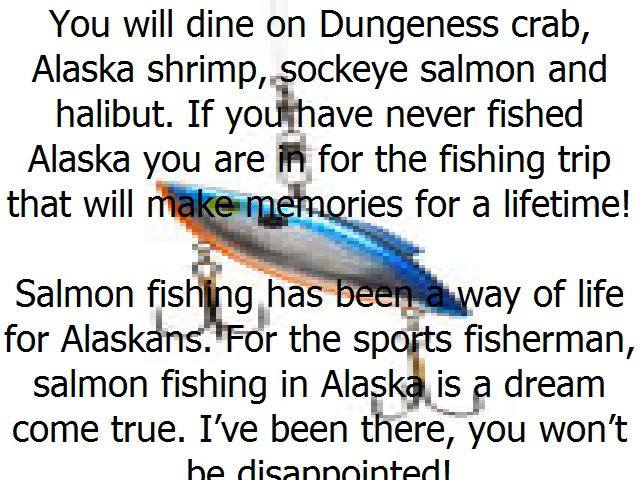 You will dine on Dungeness crab,
Alaska shrimp, sockeye salmon and
halibut. If you have never fished
Alaska you are in for the fishing trip
that will make memories for a lifetime!
Salmon fishing has been a way of life
for Alaskans. For the sports fisherman,
salmon fishing in Alaska is a dream
come true. I’ve been there, you won’t
be disappointed!